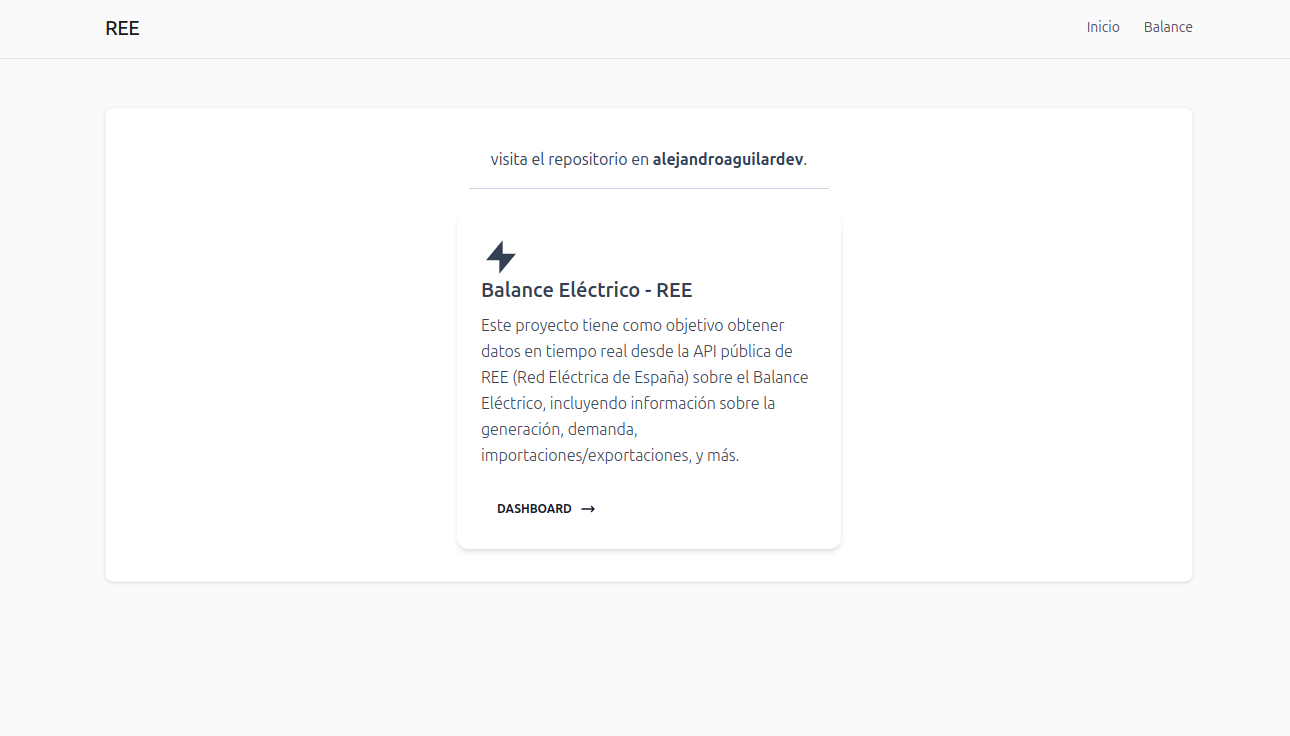 REE
Inicio
Balance
visita el repositorio en alejandroaguilardev.
Balance Eléctrico - REE
Este proyecto tiene como objetivo obtener
datos en tiempo real desde la API pública de
REE (Red Eléctrica de España) sobre el Balance
Eléctrico, incluyendo información sobre la
generación, demanda,
importaciones/exportaciones, y más.
DASHBOARD →